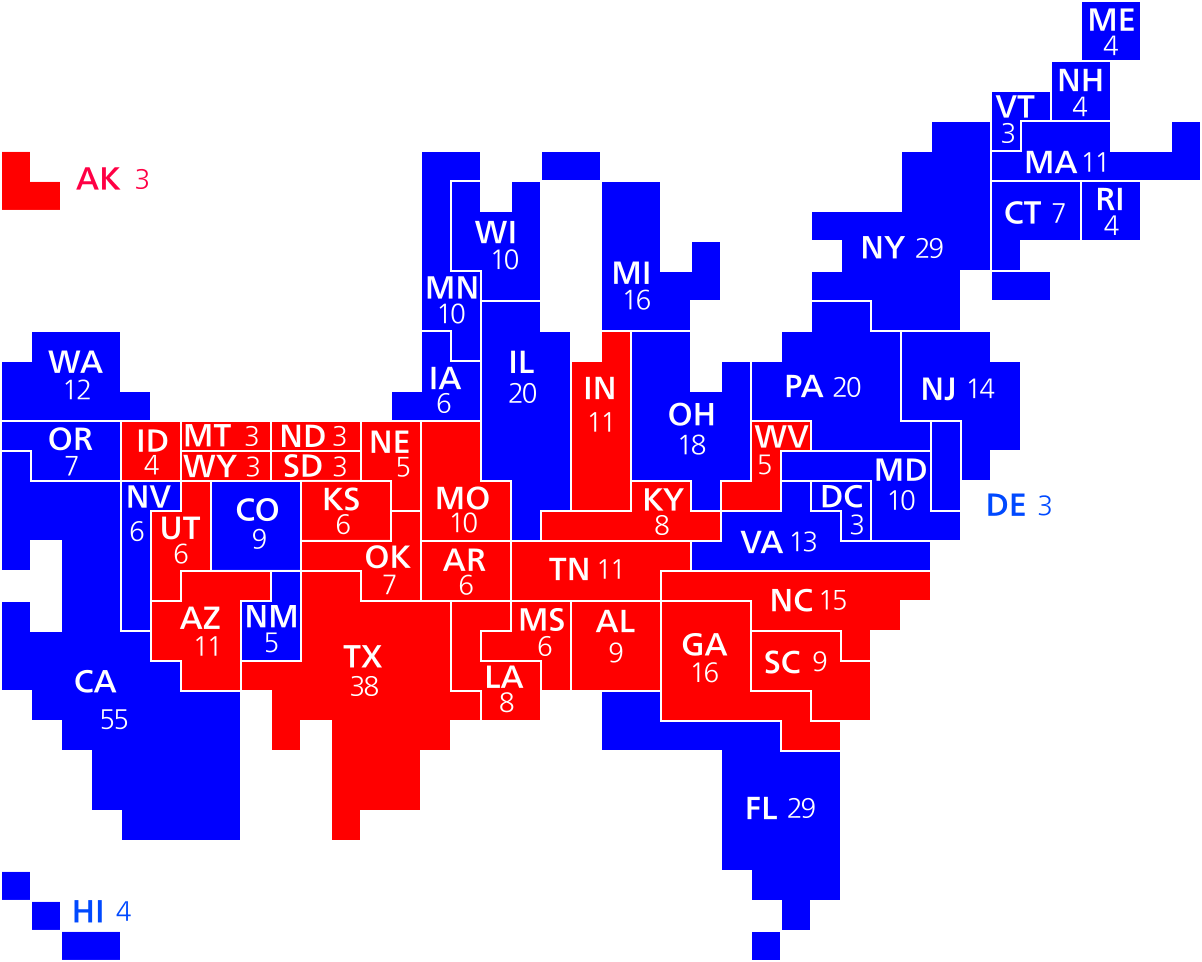 ME
4
NH
4
VT
3
MA 11
AK 3
CT 7
RI
4
WI
10
NY 29
MI
16
MN
10
WA
12
IL
20
IA
6
IN
11
PA 20
NJ 14
OH
18
OR
7
ID
4
MT 3
ND 3
NE
5
WV
5
WY 3
SD 3
MD
10
NV
6
CO
9
KS
6
MO
10
KY
8
DC
3
DE 3
UT
6
VA 13
OK
7
AR
6
TN 11
NC 15
AZ
11
NM
5
MS
6
AL
9
GA
16
SC 9
TX
38
LA
8
CA
55
FL 29
HI 4